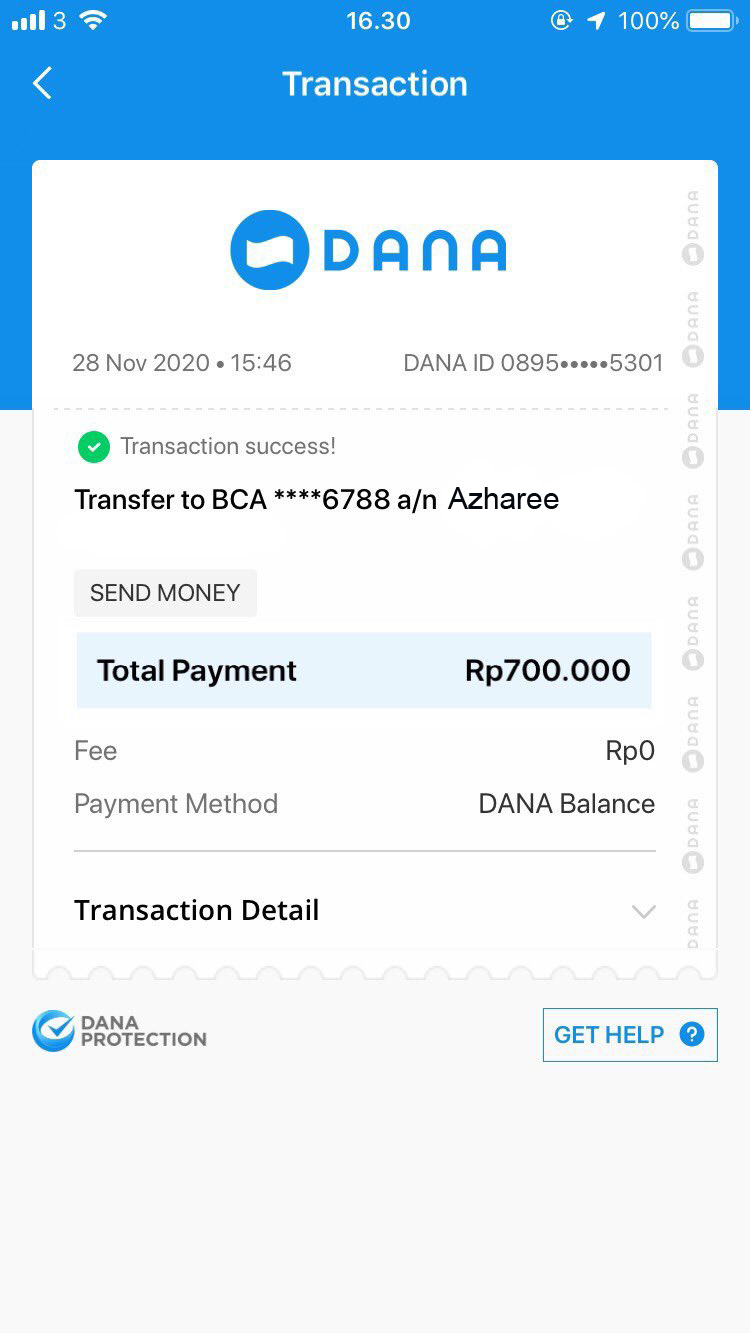 3 16.30 100%
Transaction
DANA
28 Nov 2020 • 15:46 DANA ID 0895•••••5301
Transaction success!
Transfer to BCA ****6788 a/n Azharee
SEND MONEY
Total Payment Rp700.000
Fee Rp0
Payment Method DANA Balance
Transaction Detail
DANA
DANA
DANA
DANA
DANA
DANA
DANA
DANA
DANA
PROTECTION
GET HELP ?